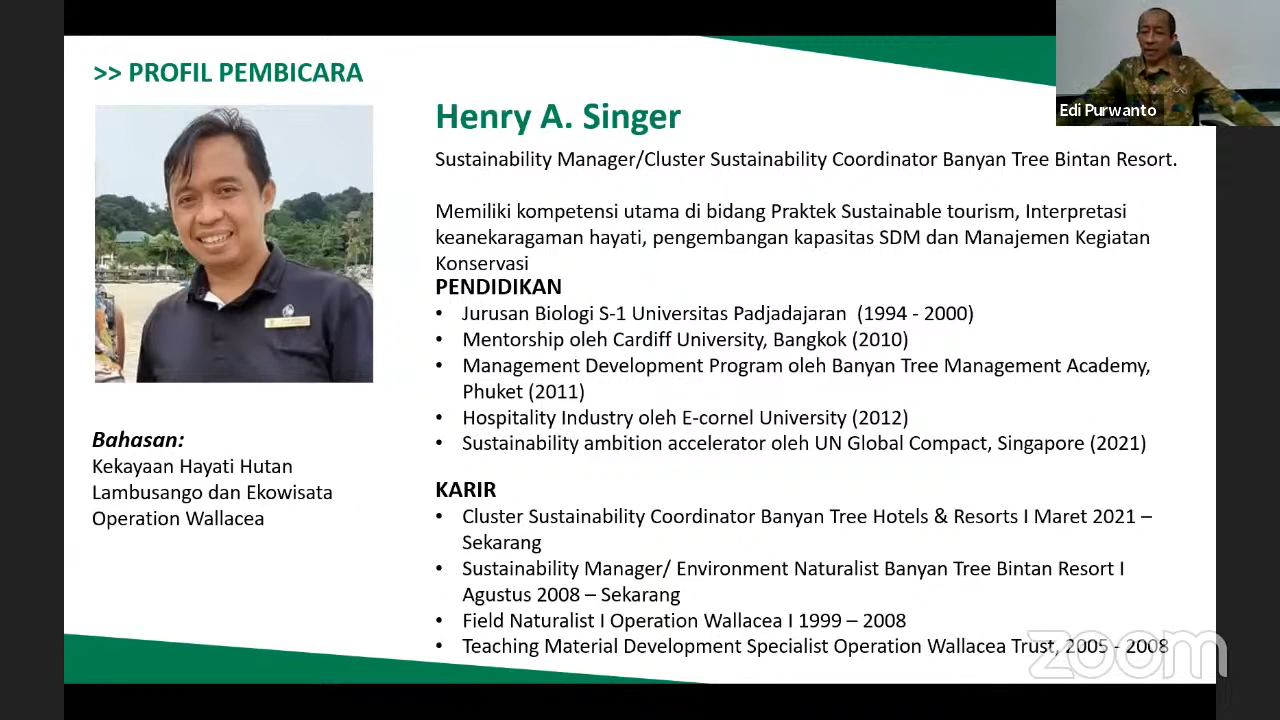 >> PROFIL PEMBICARA
Edi Purwanto
Henry A. Singer
Sustainability Manager/Cluster Sustainability Coordinator Banyan Tree Bintan Resort.
Memiliki kompetensi utama di bidang Praktek Sustainable tourism, Interpretasi
keanekaragaman hayati, pengembangan kapasitas SDM dan Manajemen Kegiatan
Konservasi
PENDIDIKAN
• Jurusan Biologi S-1 Universitas Padjadajaran (1994 - 2000)
• Mentorship oleh Cardiff University, Bangkok (2010)
• Management Development Program oleh Banyan Tree Management Academy,
Phuket (2011)
• Hospitality Industry oleh E-cornel University (2012)
• Sustainability ambition accelerator oleh UN Global Compact, Singapore (2021)
Bahasan:
Kekayaan Hayati Hutan
Lambusango dan Ekowisata
Operation Wallacea
KARIR
• Cluster Sustainability Coordinator Banyan Tree Hotels & Resorts I Maret 2021 –
Sekarang
• Sustainability Manager/ Environment Naturalist Banyan Tree Bintan Resort I
Agustus 2008 – Sekarang
• Field Naturalist I Operation Wallacea I 1999 – 2008
• Teaching Material Development Specialist Operation Wallacea Trust, 2005 - 2008
zoom